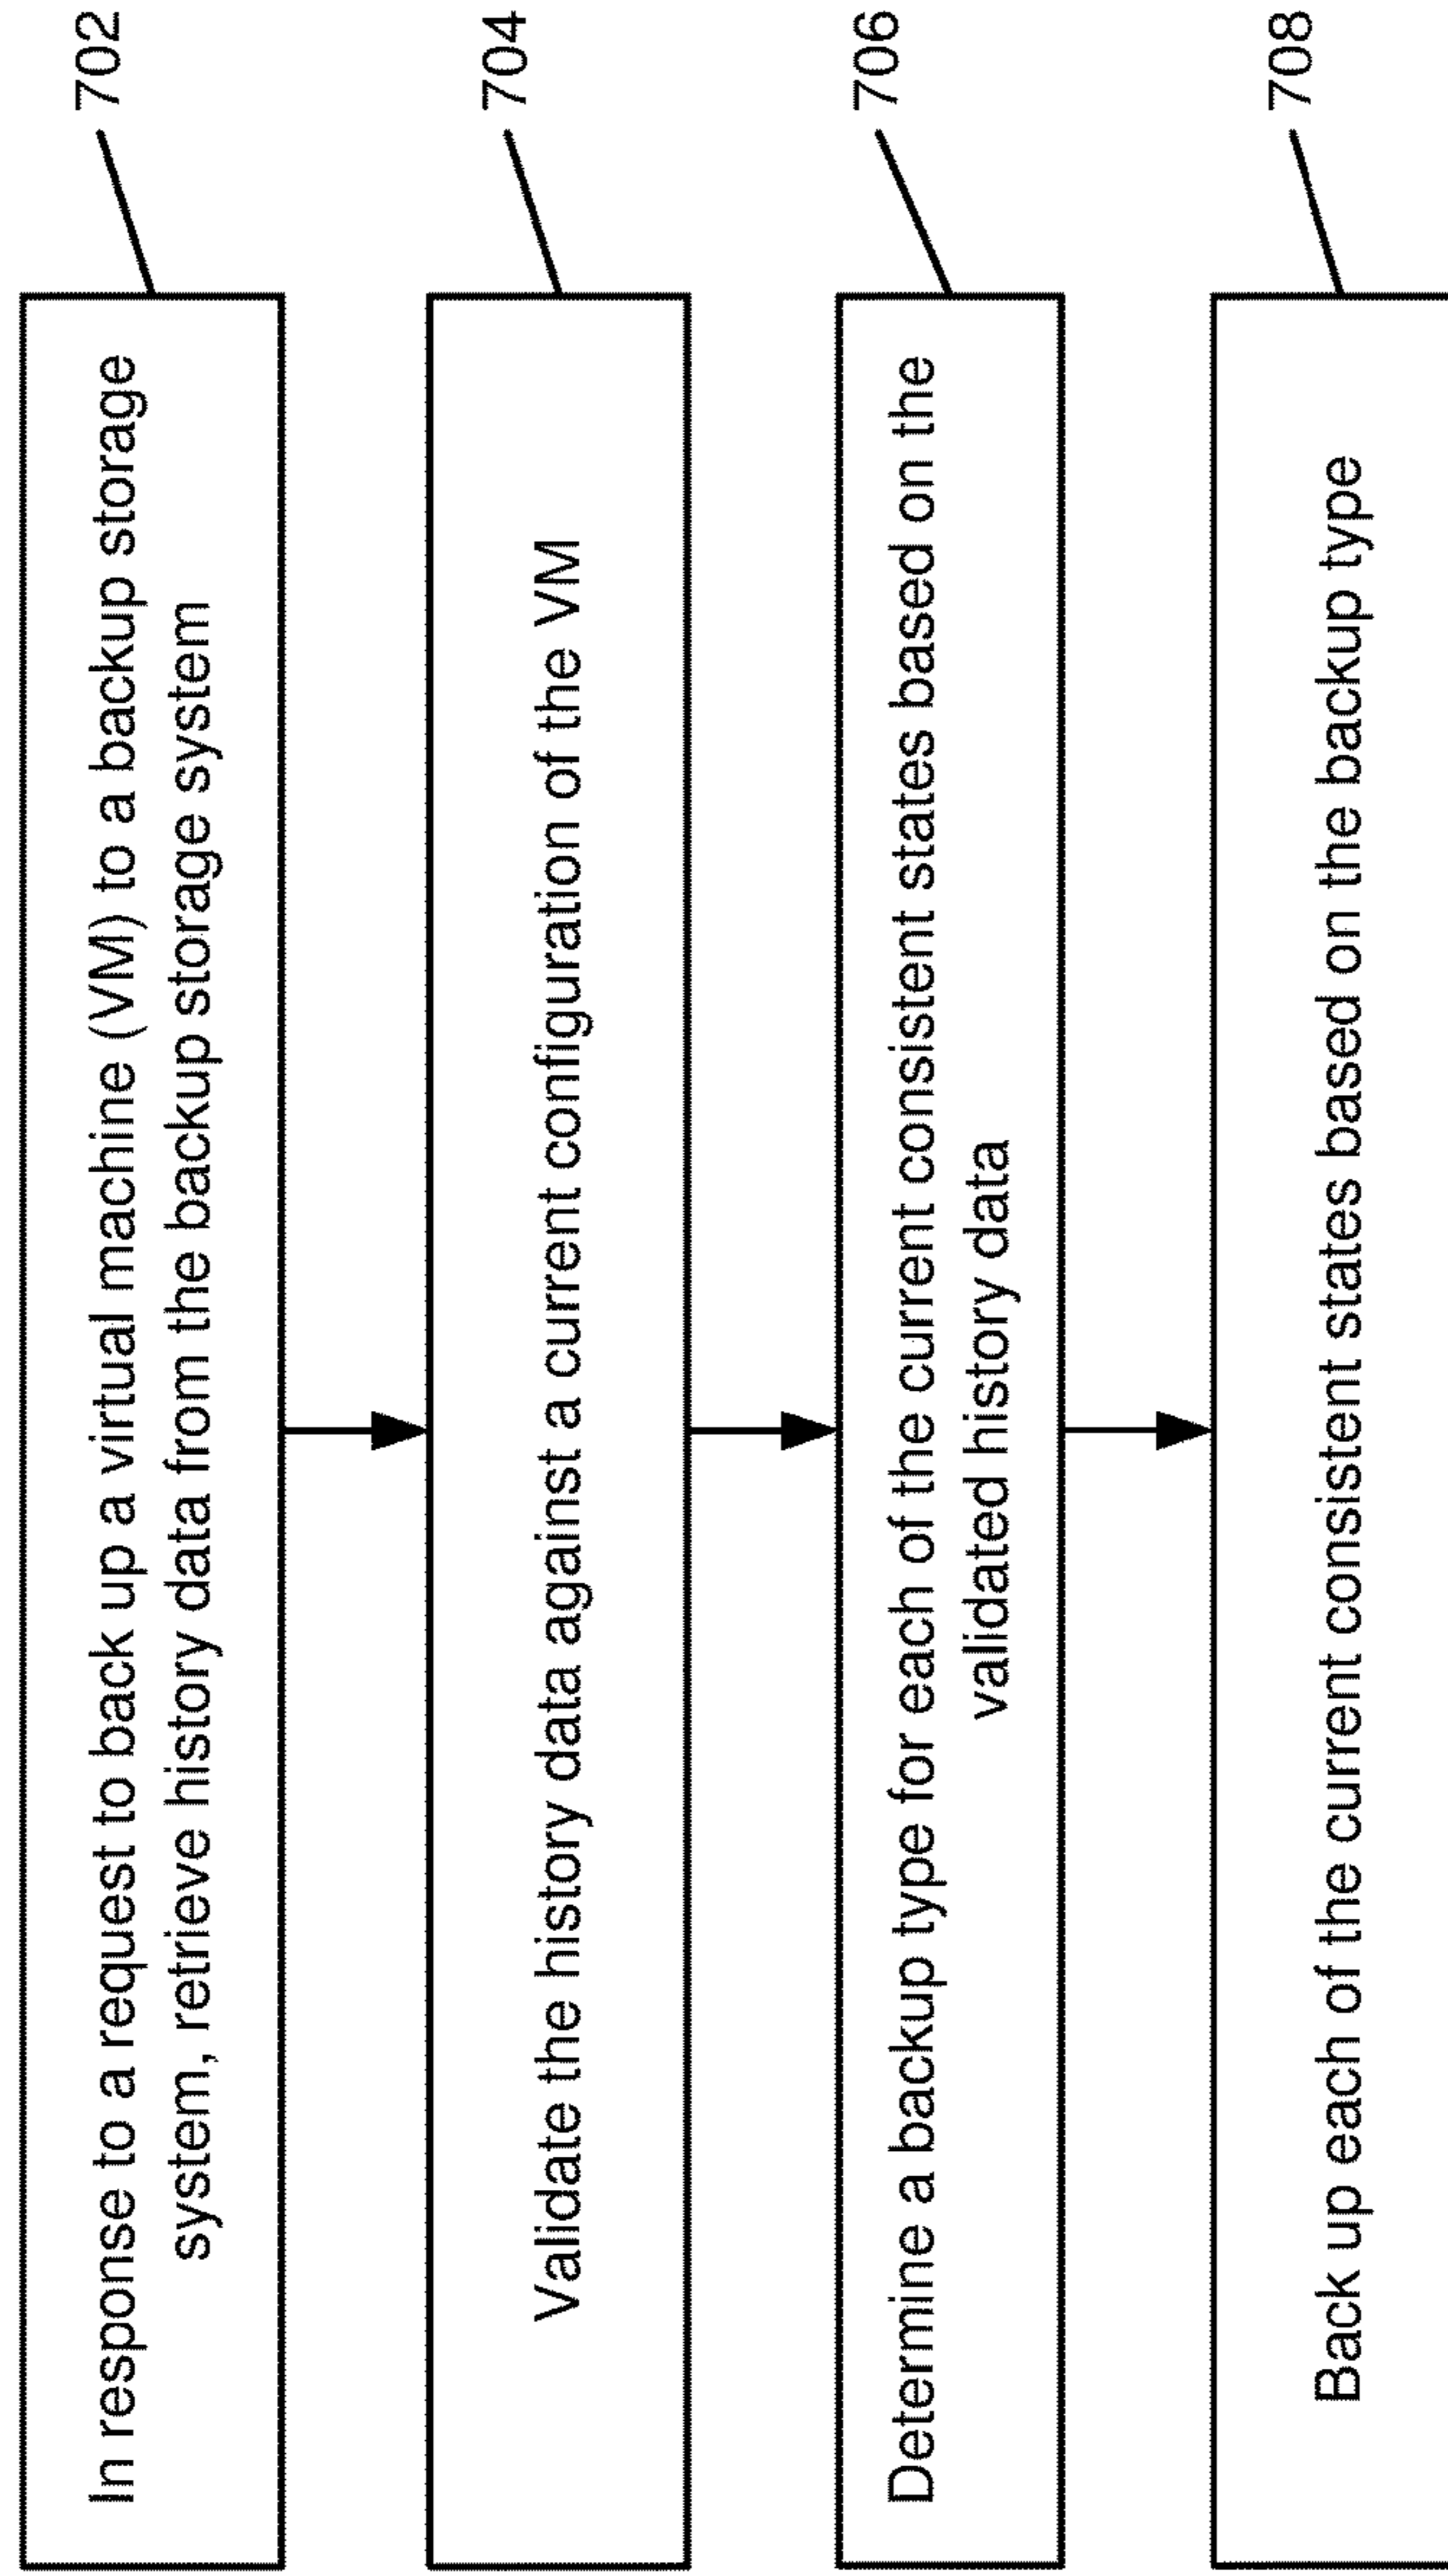 702
In response to a request to back up a virtual machine (VM) to a backup storage
system, retrieve history data from the backup storage system
704
Validate the history data against a current configuration of the VM
706
Determine a backup type for each of the current consistent states based on the
validated history data
708
Back up each of the current consistent states based on the backup type